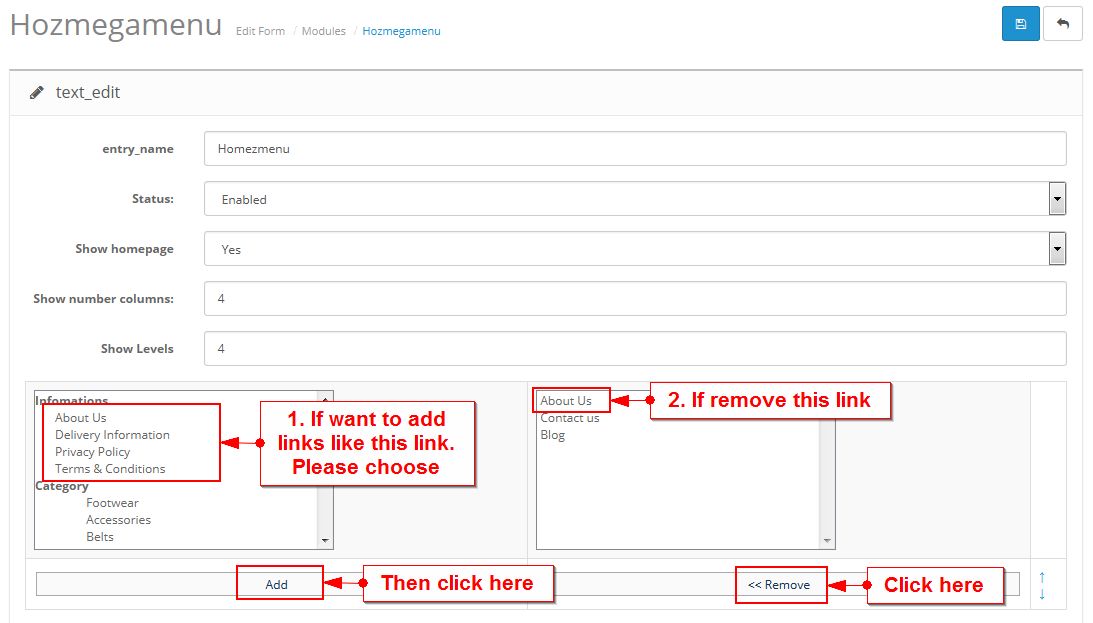 Hozmegamenu Edit Form / Modules / Hozmegamenu
text_edit
entry_name Homezmenu
Status: Enabled
Show homepage Yes
Show number columns: 4
Show Levels 4
Infomations
About Us
Delivery Information
Privacy Policy
Terms & Conditions
Category
Footwear
Accessories
Belts
1. If want to add
links like this link.
Please choose
About Us
Contact us
Blog
2. If remove this link
Add
Then click here
<< Remove
Click here